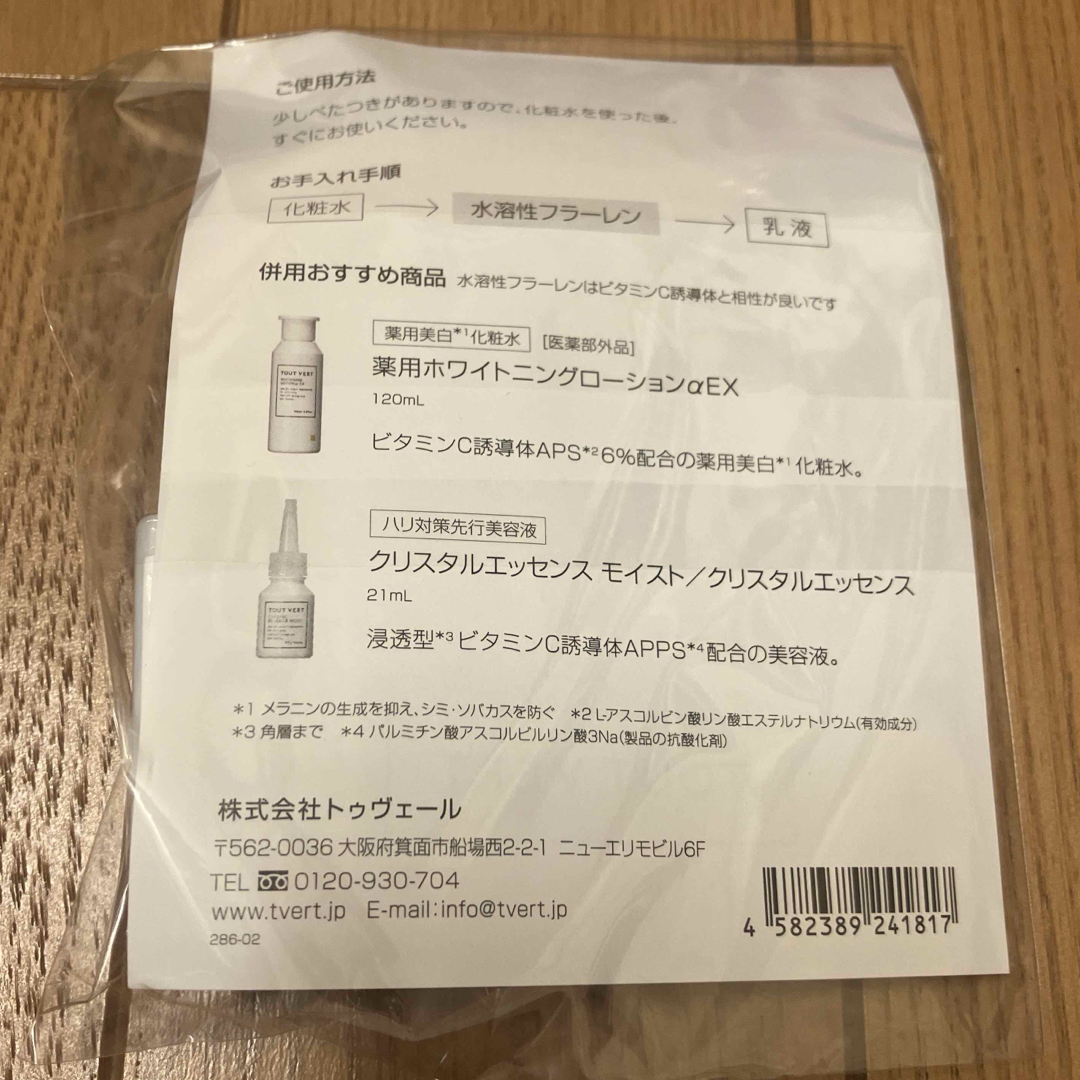 ご使用方法
少しべたつきがありますので、化粧水を使った後、
すぐにお使いください。
お手入れ手順
化粧水 → 水溶性フラーレン → 乳液
併用おすすめ商品 水溶性フラーレンはビタミンC誘導体と相性が良いです
薬用美白*1化粧水 [医薬部外品]
薬用ホワイトニングローションαEX
120mL
ビタミンC誘導体APS*2 6%配合の薬用美白*1化粧水。
TOUT VERT
ハリ対策先行美容液
クリスタルエッセンス モイスト/クリスタルエッセンス
21mL
浸透型*3ビタミンC誘導体APPS*4配合の美容液。
TOUT VERT
*1 メラニンの生成を抑え、シミ・ソバカスを防ぐ *2 L-アスコルビン酸リン酸エステルナトリウム(有効成分)
*3 角層まで *4 パルミチン酸アスコルビルリン酸3Na(製品の抗酸化剤)
株式会社トゥヴェール
〒562-0036 大阪府箕面市船場西2-2-1 ニューエリモビル6F
TEL 0120-930-704
www.tvert.jp E-mail:info@tvert.jp
286-02
4 582389 241817